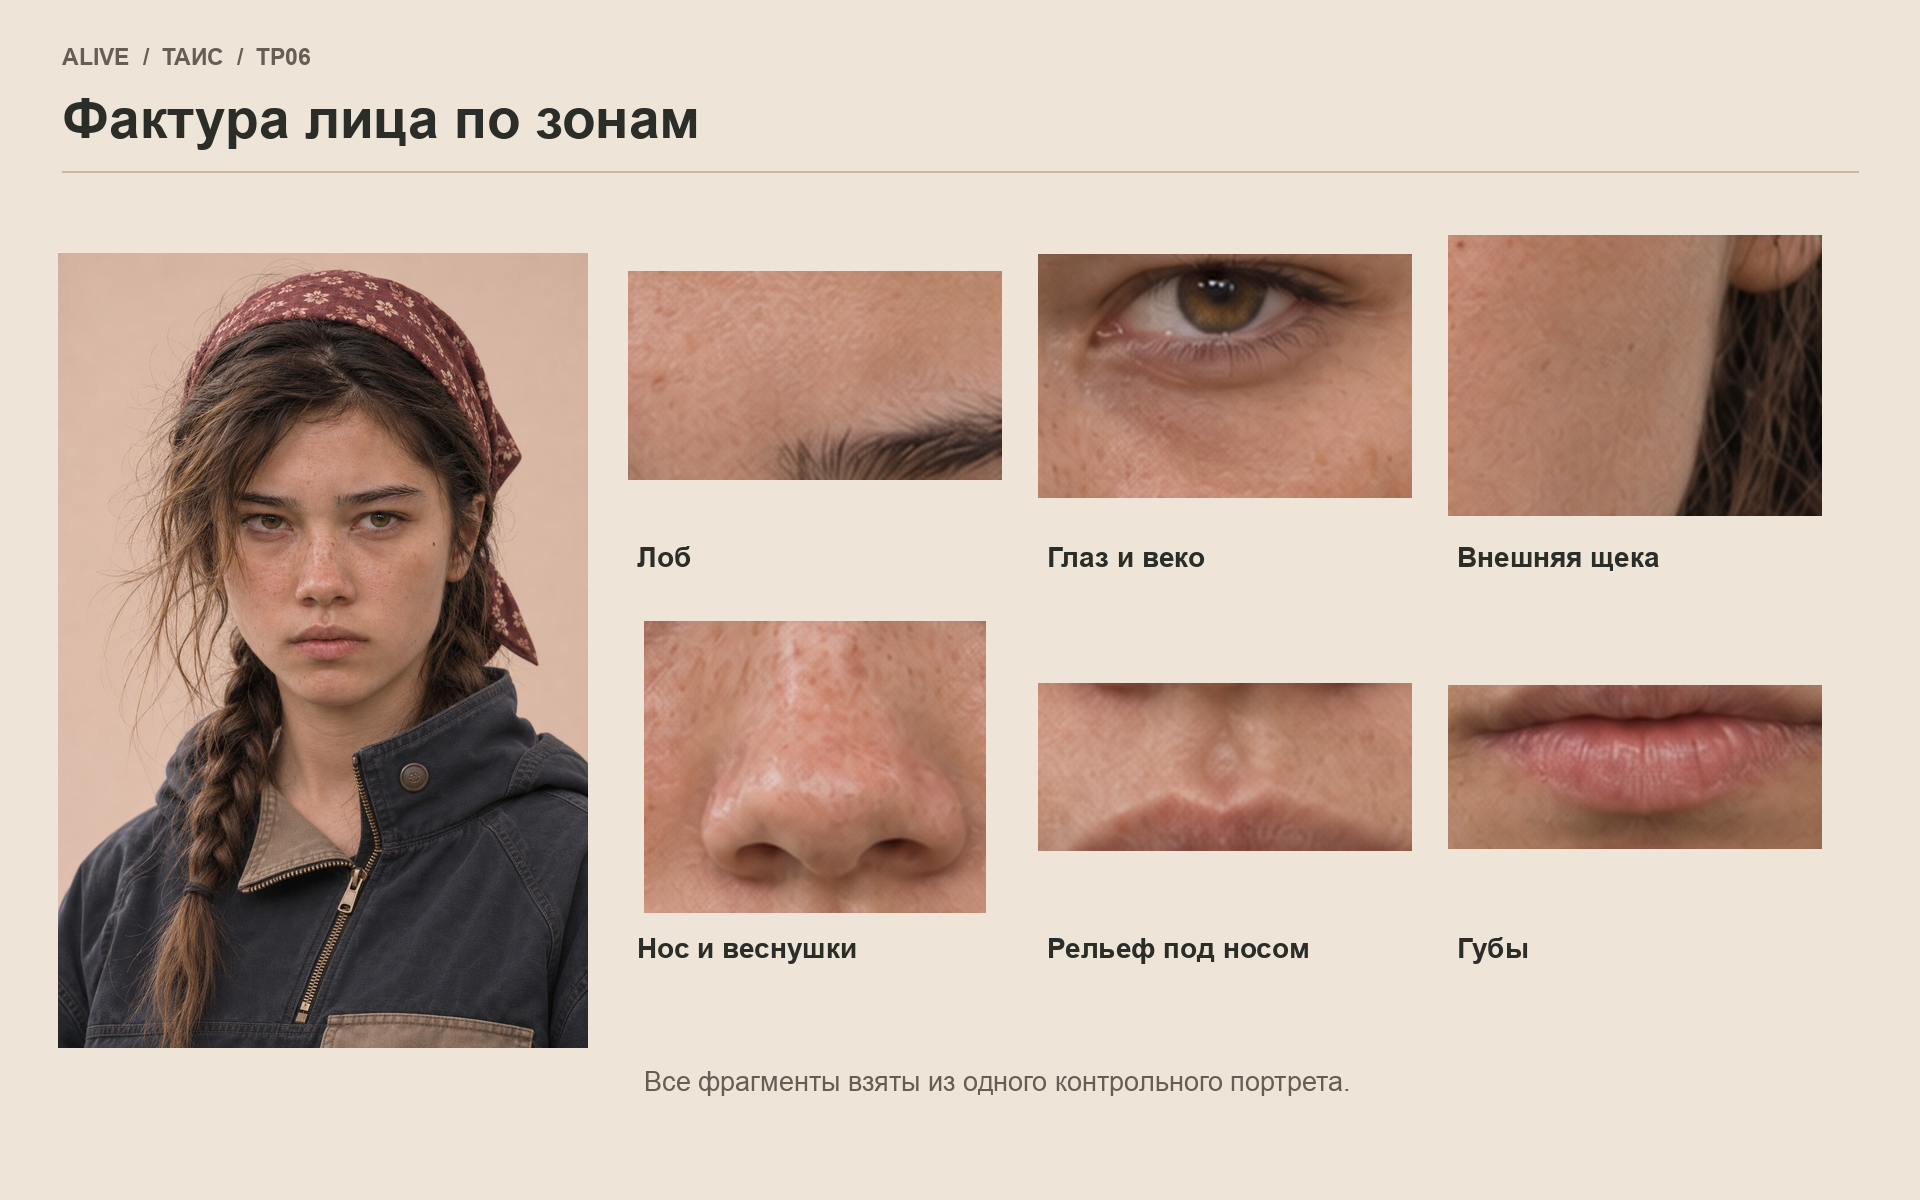 ALIVE / ТАИС / TP06
Фактура лица по зонам
Лоб
Глаз и веко
Внешняя щека
Нос и веснушки
Рельеф под носом
Губы
Все фрагменты взяты из одного контрольного портрета.